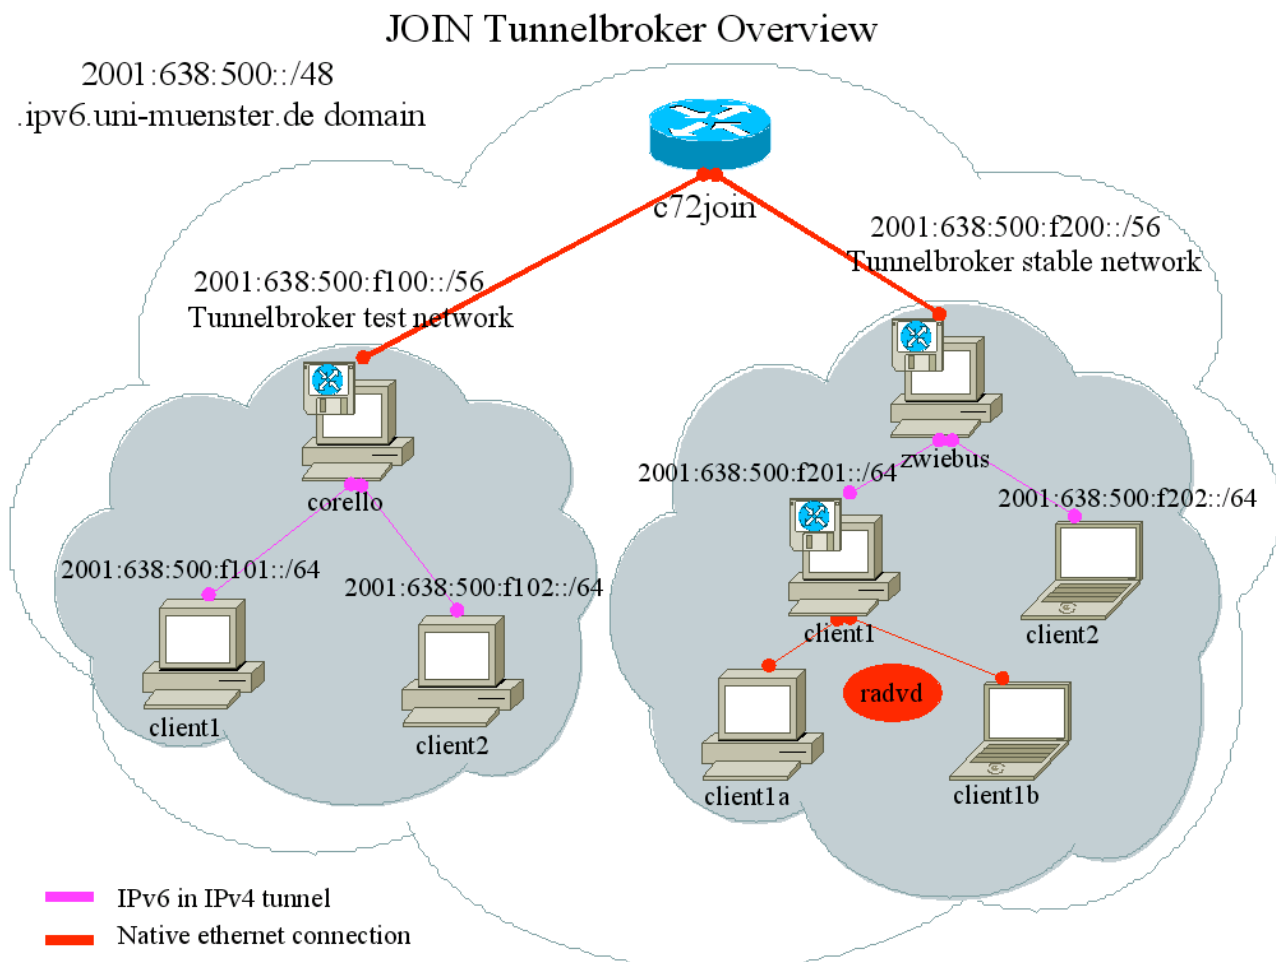 JOIN Tunnelbroker Overview
2001:638:500::/48
.ipv6.uni-muenster.de domain
c72join
2001:638:500:f200::/56
Tunnelbroker stable network
2001:638:500:f100::/56
Tunnelbroker test network
corello
zwiebus
2001:638:500:f201::/64
2001:638:500:f202::/64
2001:638:500:f101::/64
2001:638:500:f102::/64
client1
client2
client1
client2
radvd
client1a
client1b
IPv6 in IPv4 tunnel
Native ethernet connection